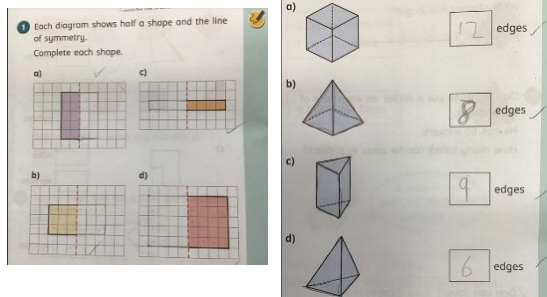 1 Each diagram shows half a shape and the line
of symmetry.
Complete each shape.
a)
c)
b)
d)
a)
12 edges
b)
8 edges
c)
9 edges
d)
6 edges